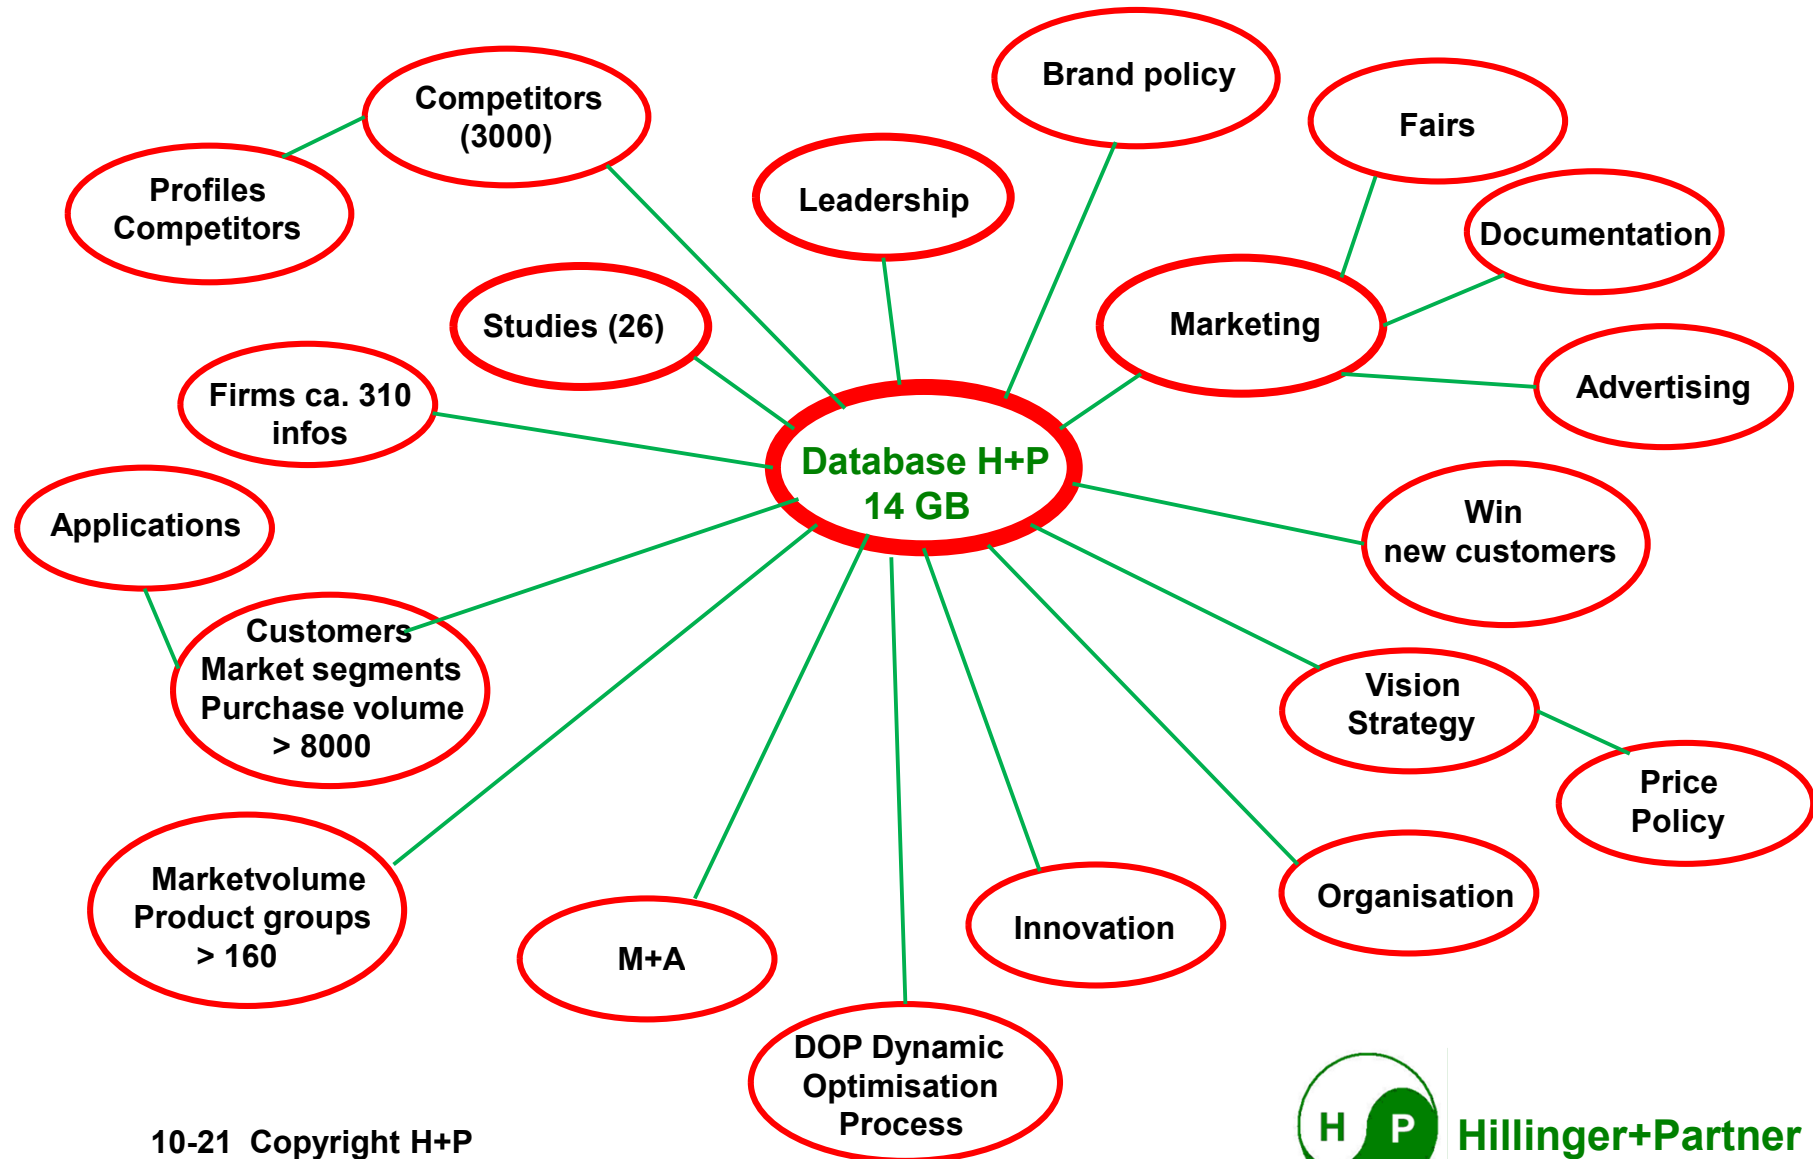 Brand policy
Competitors
(3000)
Fairs
Profiles
Competitors
Leadership
Documentation
Studies (26)
Marketing
Firms ca. 310
infos
Advertising
Database H+P
14 GB
Applications
Win
new customers
Customers
Market segments
Purchase volume
> 8000
Vision
Strategy
Price
Policy
Marketvolume
Product groups
> 160
M+A
Innovation
Organisation
DOP Dynamic
Optimisation
Process
10-21 Copyright H+P
H P
Hillinger+Partner